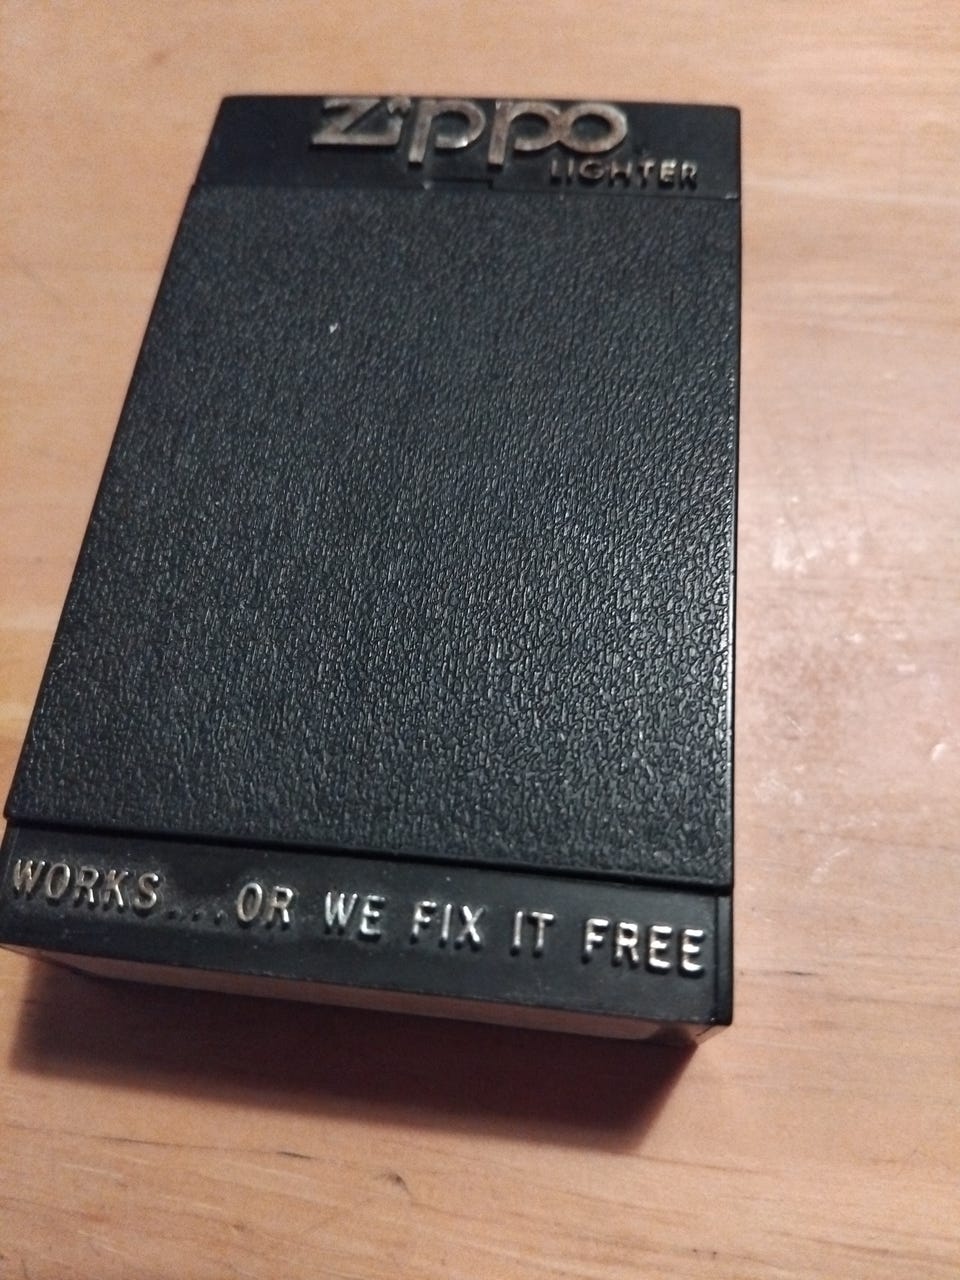 Zippo
LIGHTER
WORKS...OR WE FIX IT FREE